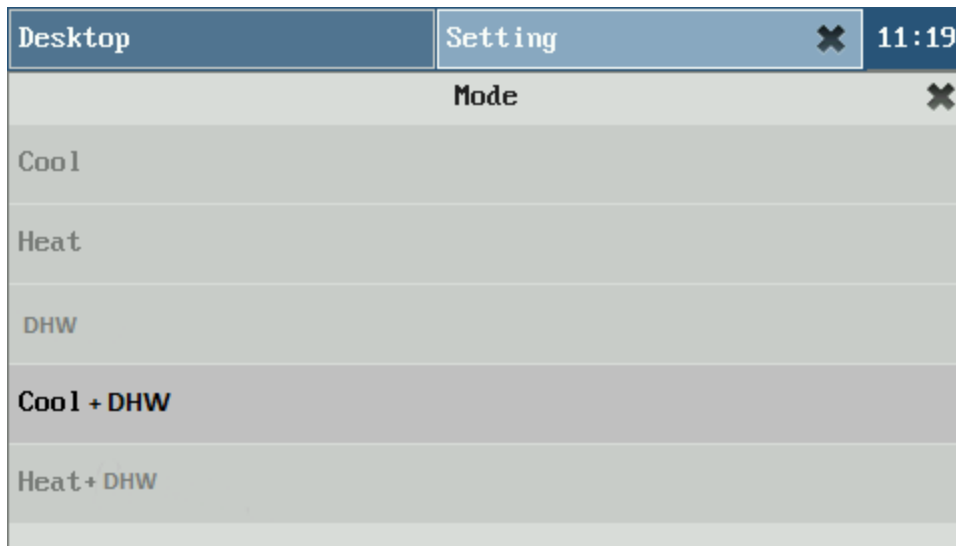 Desktop Setting 11:19
Mode
Cool
Heat
DHW
Cool + DHW
Heat+ DHW